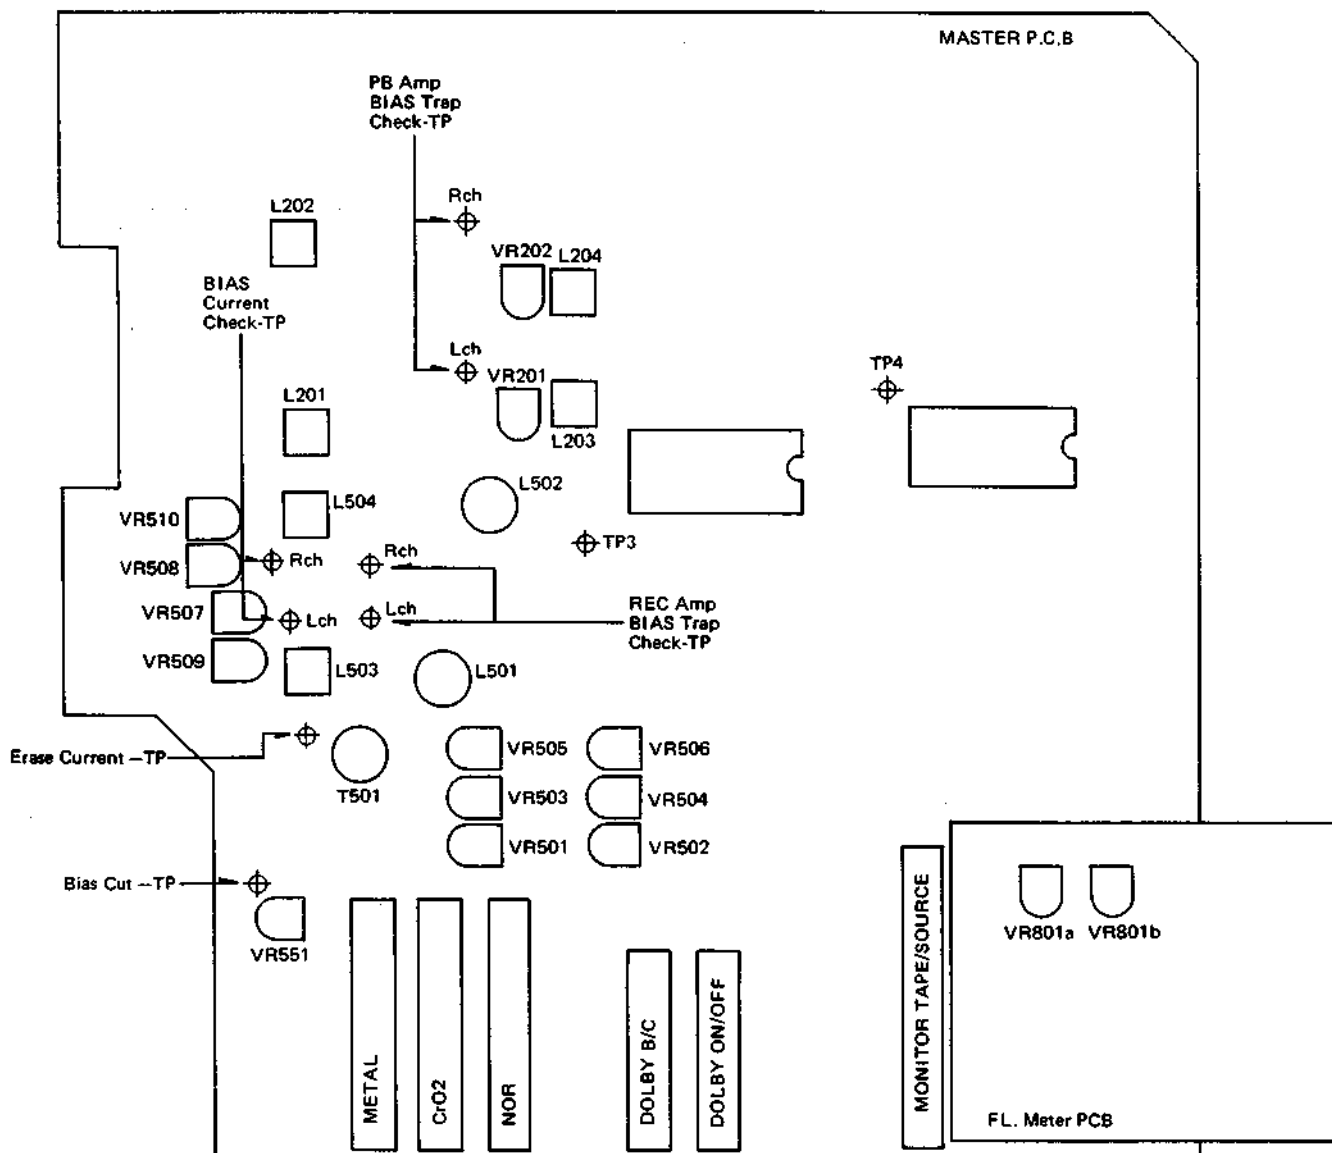 MASTER P.C.B
PB Amp
BIAS Trap
Check-TP
Rch
L202
VR202
L204
BIAS
Current
Check-TP
Lch
VR201
TP4
L201
L203
L502
L504
VR510
TP3
Rch
Rch
VR508
VR507
Lch
Lch
REC Amp
BIAS Trap
Check-TP
VR509
L503
L501
Erase Current –TP
T501
VR505
VR506
VR503
VR504
VR501
VR502
Bias Cut –TP
VR551
METAL
CrO2
NOR
DOLBY B/C
DOLBY ON/OFF
MONITOR TAPE/SOURCE
VR801a
VR801b
FL. Meter PCB